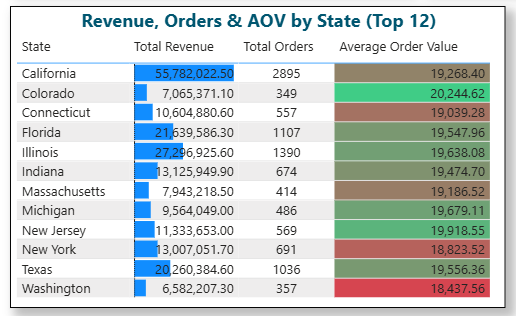 Revenue, Orders & AOV by State (Top 12)
State Total Revenue Total Orders Average Order Value
California 55,782,022.50 2895 19,268.40
Colorado 7,065,371.10 349 20,244.62
Connecticut 10,604,880.60 557 19,039.28
Florida 21,639,586.30 1107 19,547.96
Illinois 27,296,925.60 1390 19,638.08
Indiana 13,125,949.90 674 19,474.70
Massachusetts 7,943,218.50 414 19,186.52
Michigan 9,564,049.00 486 19,679.11
New Jersey 11,333,653.00 569 19,918.55
New York 13,007,051.70 691 18,823.52
Texas 20,260,384.60 1036 19,556.36
Washington 6,582,207.30 357 18,437.56